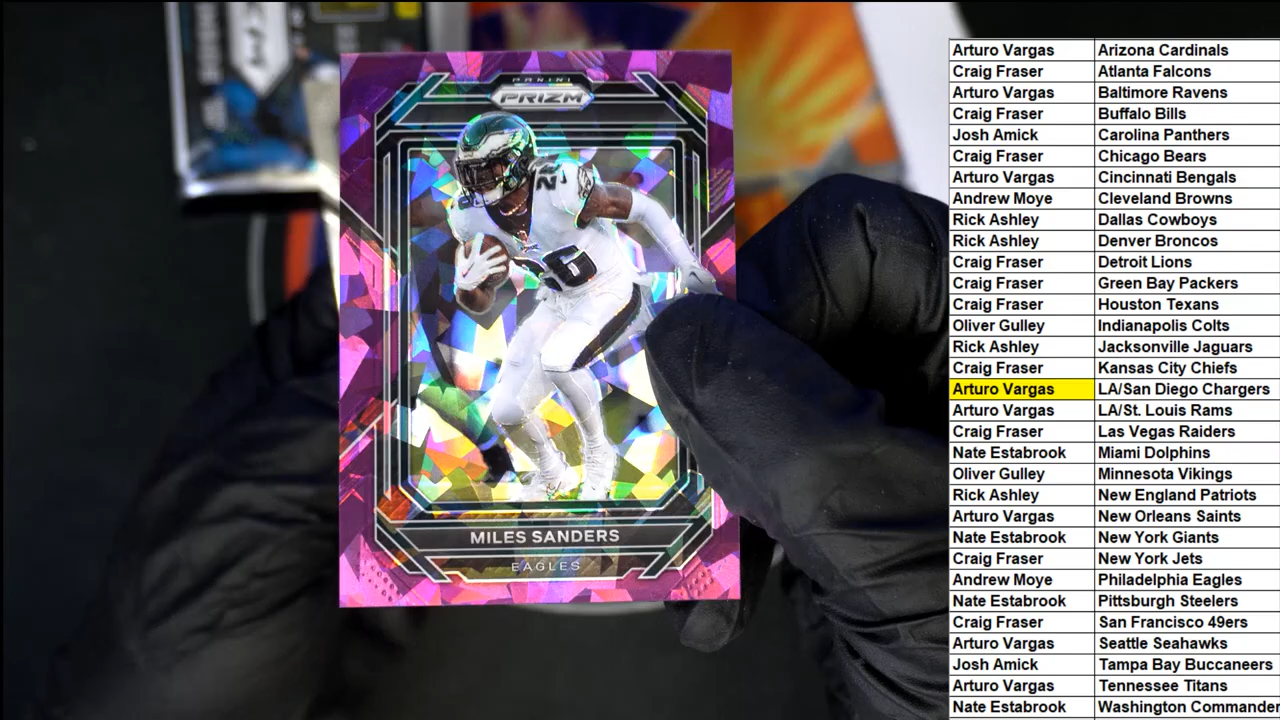 PANINI
PRIZM
26
26
MILES SANDERS
EAGLES
Arturo Vargas Arizona Cardinals
Craig Fraser Atlanta Falcons
Arturo Vargas Baltimore Ravens
Craig Fraser Buffalo Bills
Josh Amick Carolina Panthers
Craig Fraser Chicago Bears
Arturo Vargas Cincinnati Bengals
Andrew Moye Cleveland Browns
Rick Ashley Dallas Cowboys
Rick Ashley Denver Broncos
Craig Fraser Detroit Lions
Craig Fraser Green Bay Packers
Craig Fraser Houston Texans
Oliver Gulley Indianapolis Colts
Rick Ashley Jacksonville Jaguars
Craig Fraser Kansas City Chiefs
Arturo Vargas LA/San Diego Chargers
Arturo Vargas LA/St. Louis Rams
Craig Fraser Las Vegas Raiders
Nate Estabrook Miami Dolphins
Oliver Gulley Minnesota Vikings
Rick Ashley New England Patriots
Arturo Vargas New Orleans Saints
Nate Estabrook New York Giants
Craig Fraser New York Jets
Andrew Moye Philadelphia Eagles
Nate Estabrook Pittsburgh Steelers
Craig Fraser San Francisco 49ers
Arturo Vargas Seattle Seahawks
Josh Amick Tampa Bay Buccaneers
Arturo Vargas Tennessee Titans
Nate Estabrook Washington Commander